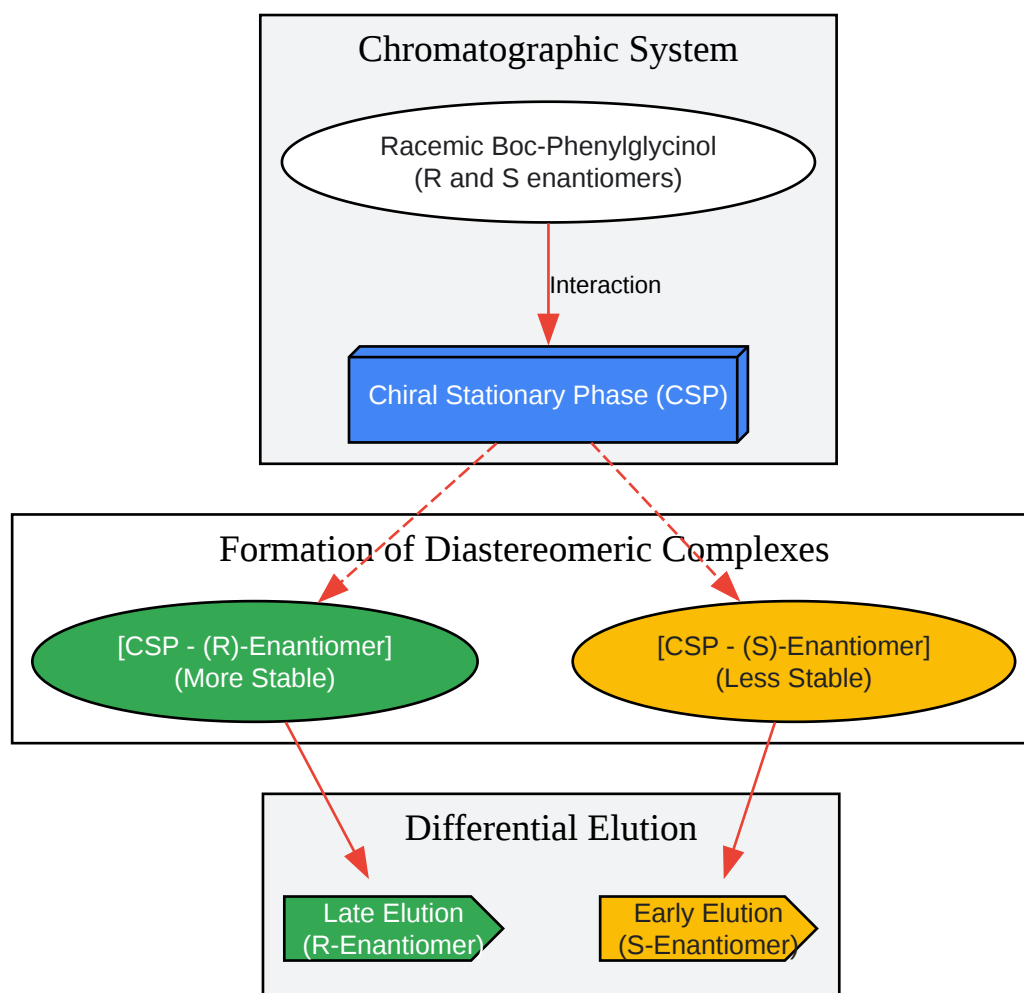 Chromatographic System
Racemic Boc-Phenylglycinol
(R and S enantiomers)
Interaction
Chiral Stationary Phase (CSP)
Formation of Diastereomeric Complexes
[CSP - (R)-Enantiomer]
(More Stable)
[CSP - (S)-Enantiomer]
(Less Stable)
Differential Elution
Late Elution
(R-Enantiomer)
Early Elution
(S-Enantiomer)